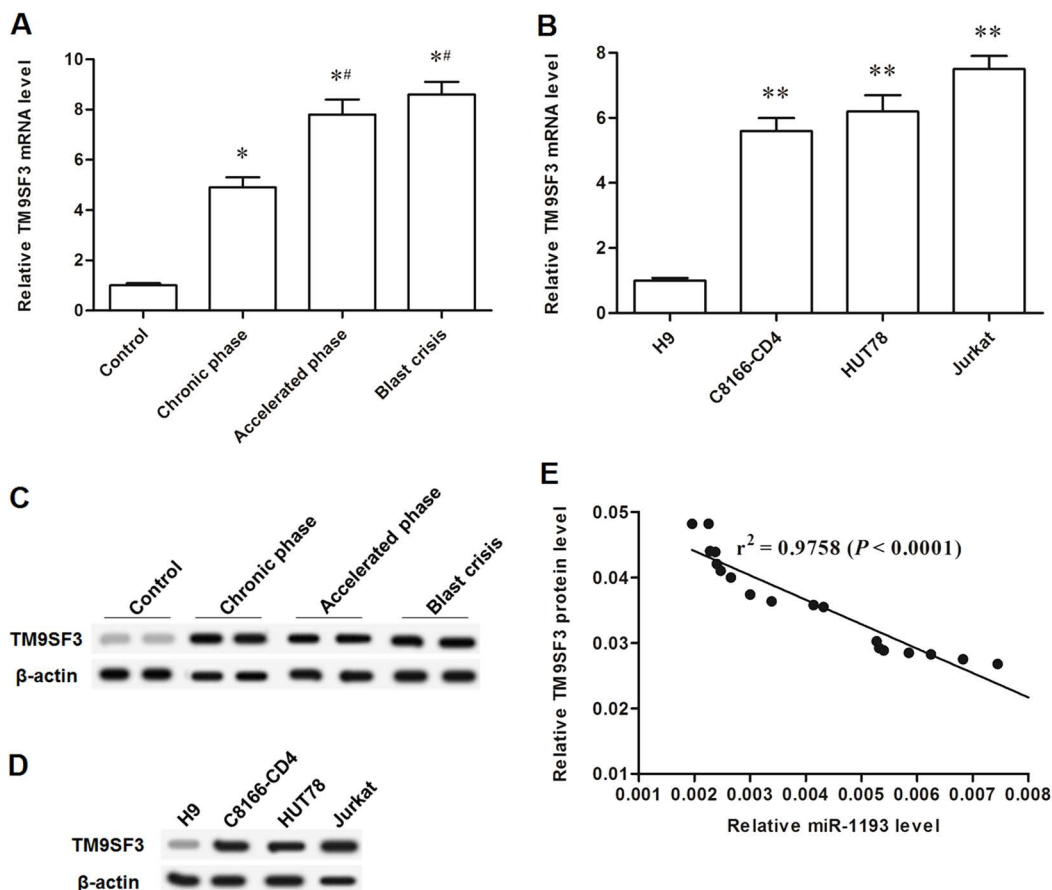 A
Relative TM9SF3 mRNA level
10
8
6
4
2
0
*
*#
*#
Control
Chronic phase
Accelerated phase
Blast crisis
B
Relative TM9SF3 mRNA level
8
6
4
2
0
**
**
**
H9
C8166-CD4
HUT78
Jurkat
C
Control
Chronic phase
Accelerated phase
Blast crisis
TM9SF3
β-actin
D
H9
C8166-CD4
HUT78
Jurkat
TM9SF3
β-actin
E
Relative TM9SF3 protein level
0.05
0.04
0.03
0.02
0.01
r² = 0.9758 (P < 0.0001)
0.001 0.002 0.003 0.004 0.005 0.006 0.007 0.008
Relative miR-1193 level